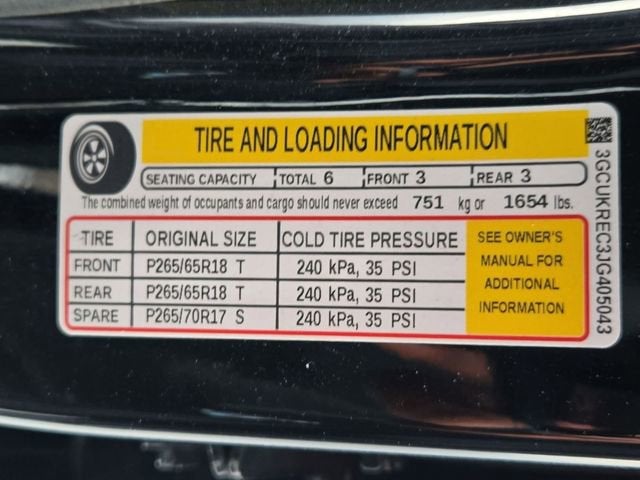 TIRE AND LOADING INFORMATION
SEATING CAPACITY TOTAL 6 FRONT 3 REAR 3
The combined weight of occupants and cargo should never exceed 751 kg or 1654 lbs.
TIRE ORIGINAL SIZE COLD TIRE PRESSURE
FRONT P265/65R18 T 240 kPa, 35 PSI
REAR P265/65R18 T 240 kPa, 35 PSI
SPARE P265/70R17 S 240 kPa, 35 PSI
SEE OWNER'S
MANUAL FOR
ADDITIONAL
INFORMATION
3GCUKREC3JG405043